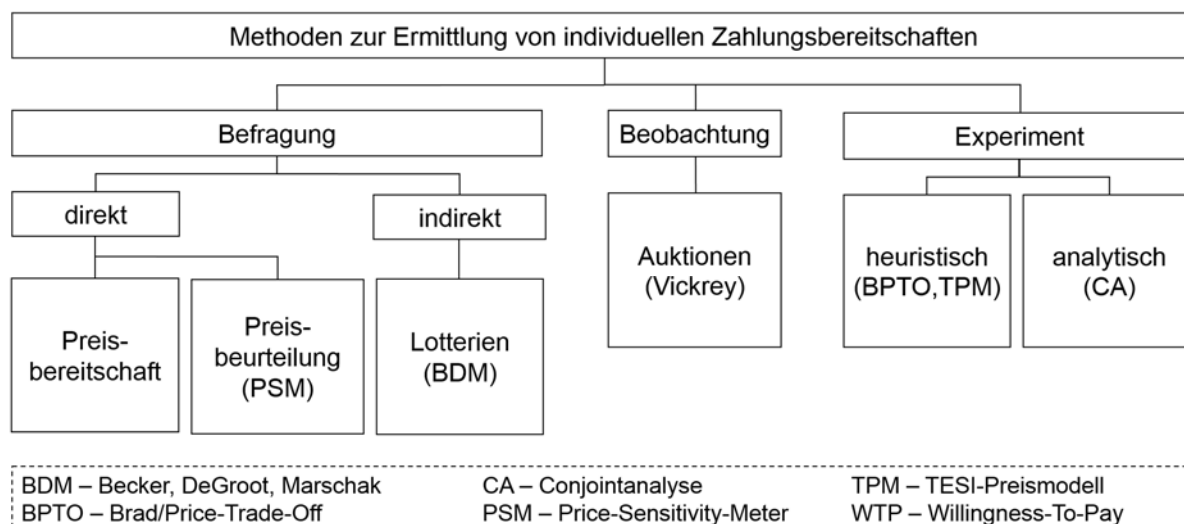 Methoden zur Ermittlung von individuellen Zahlungsbereitschaften
Befragung
Beobachtung
Experiment
direkt
indirekt
Preis-
bereitschaft
Preis-
beurteilung
(PSM)
Lotterien
(BDM)
Auktionen
(Vickrey)
heuristisch
(BPTO,TPM)
analytisch
(CA)
BDM – Becker, DeGroot, Marschak
CA – Conjointanalyse
TPM – TESI-Preismodell
BPTO – Brad/Price-Trade-Off
PSM – Price-Sensitivity-Meter
WTP – Willingness-To-Pay